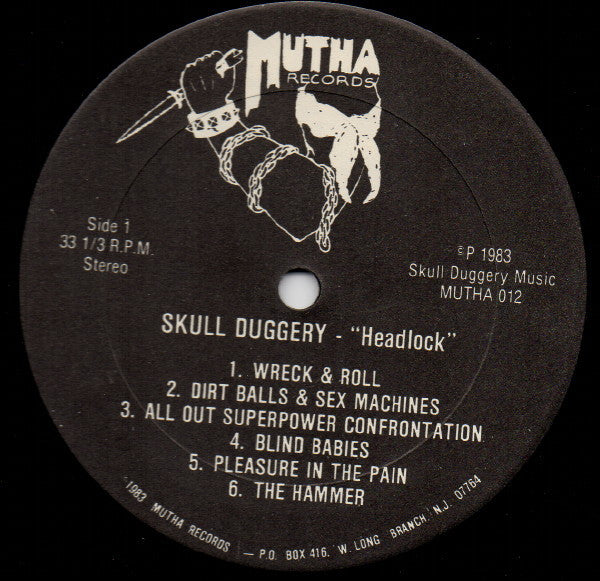 MUTHA
RECORDS
Side 1
33 1/3 R.P.M.
Stereo
©P 1983
Skull Duggery Music
MUTHA 012
SKULL DUGGERY - "Headlock"
1. WRECK & ROLL
2. DIRT BALLS & SEX MACHINES
3. ALL OUT SUPERPOWER CONFRONTATION
4. BLIND BABIES
5. PLEASURE IN THE PAIN
6. THE HAMMER
1983 MUTHA RECORDS — P.O. BOX 416. W. LONG BRANCH, N.J. 07764